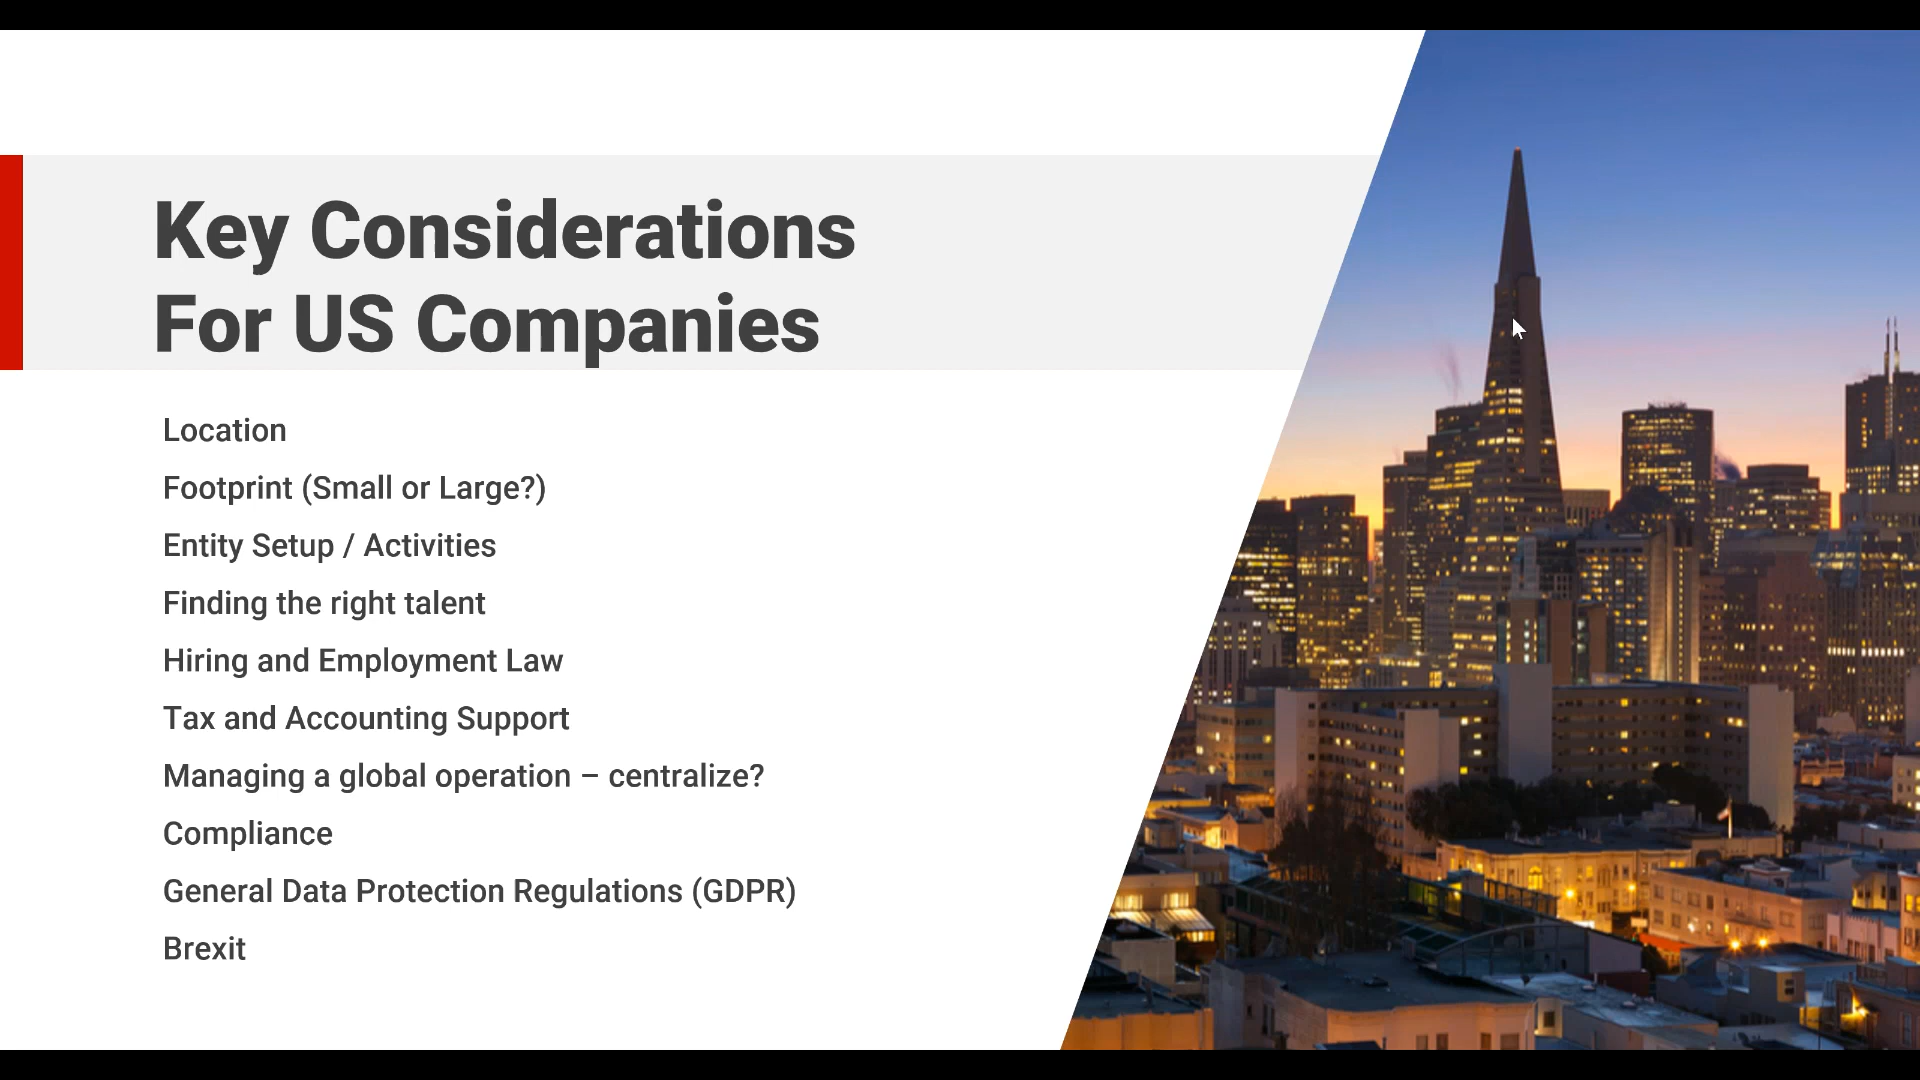 Key Considerations
For US Companies
Location
Footprint (Small or Large?)
Entity Setup / Activities
Finding the right talent
Hiring and Employment Law
Tax and Accounting Support
Managing a global operation – centralize?
Compliance
General Data Protection Regulations (GDPR)
Brexit